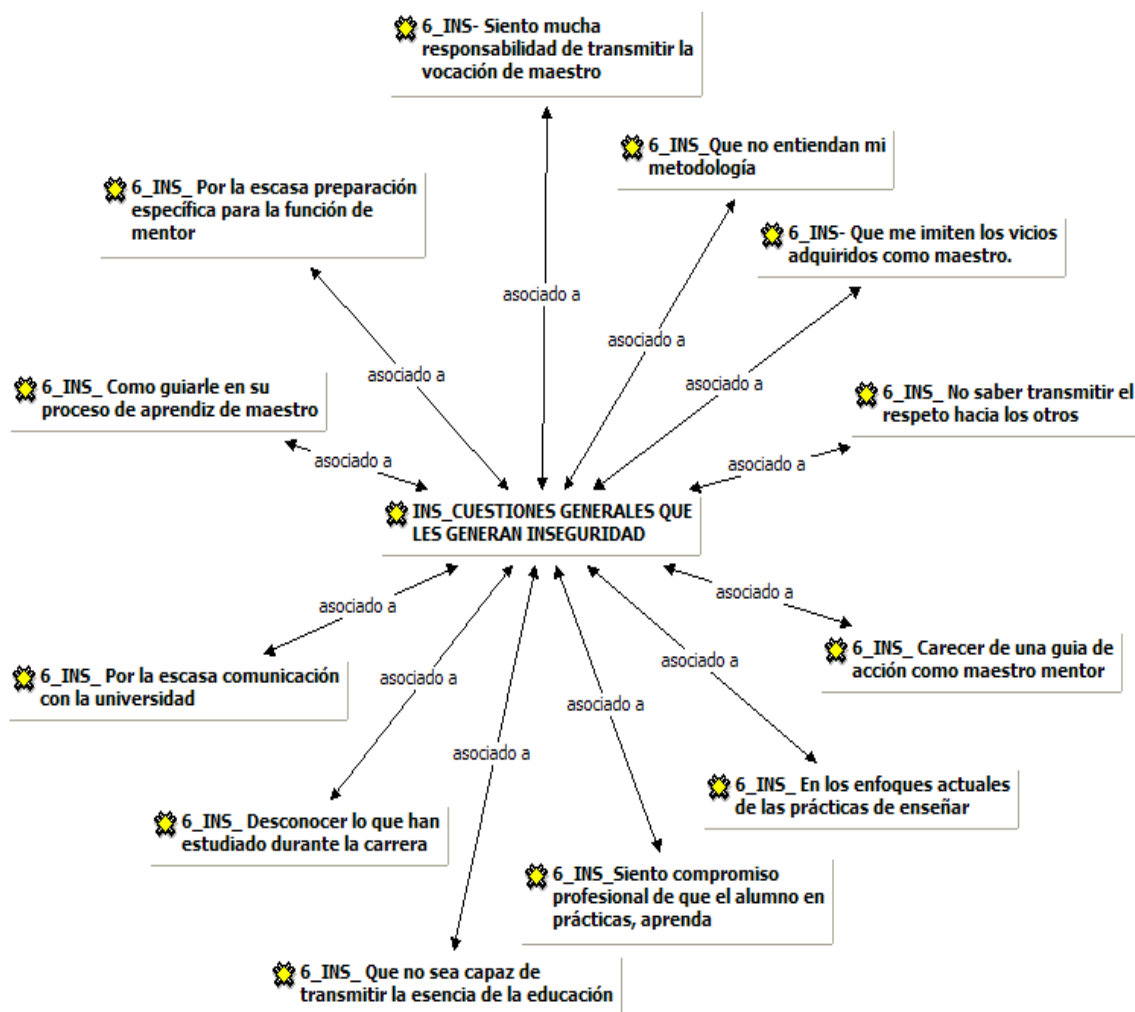 6_INS- Siento mucha
responsabilidad de transmitir la
vocación de maestro
6_INS_Que no entiendan mi
metodología
6_INS_ Por la escasa preparación
específica para la función de
mentor
6_INS- Que me imiten los vicios
adquiridos como maestro.
asociado a
asociado a
asociado a
asociado a
6_INS_ Como guiarle en su
proceso de aprendiz de maestro
6_INS_ No saber transmitir el
respeto hacia los otros
asociado a
asociado a
INS_CUESTIONES GENERALES QUE
LES GENERAN INSEGURIDAD
asociado a
asociado a
6_INS_ Carecer de una guia de
acción como maestro mentor
6_INS_ Por la escasa comunicación
con la universidad
asociado a
asociado a
asociado a
asociado a
6_INS_ En los enfoques actuales
de las prácticas de enseñar
6_INS_ Desconocer lo que han
estudiado durante la carrera
6_INS_Siento compromiso
profesional de que el alumno en
prácticas, aprenda
6_INS_ Que no sea capaz de
transmitir la esencia de la educación